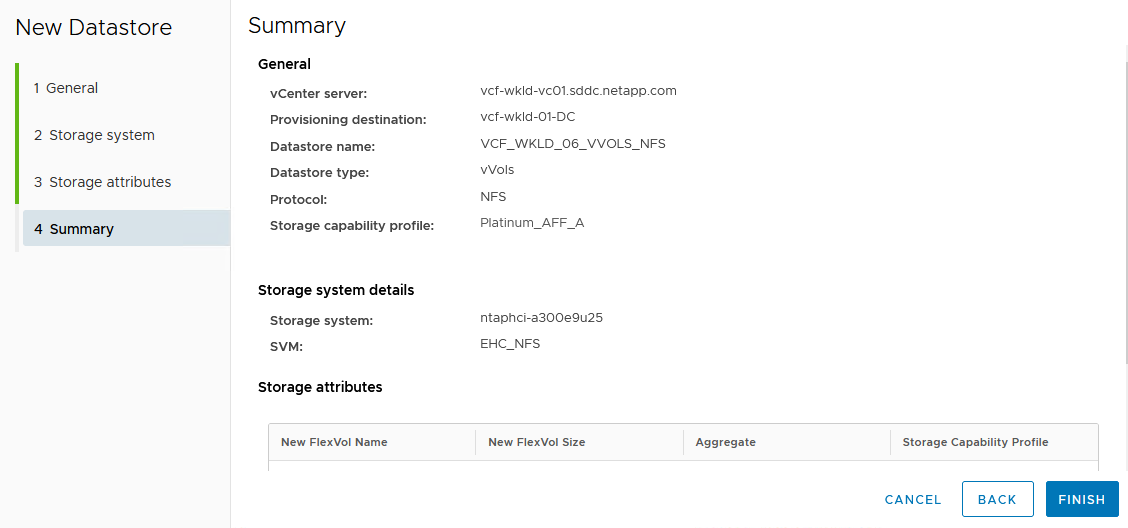 New Datastore
1 General
2 Storage system
3 Storage attributes
4 Summary
Summary
General
vCenter server: vcf-wkld-vc01.sddc.netapp.com
Provisioning destination: vcf-wkld-01-DC
Datastore name: VCF_WKLD_06_VVOLS_NFS
Datastore type: vVols
Protocol: NFS
Storage capability profile: Platinum_AFF_A
Storage system details
Storage system: ntaphci-a300e9u25
SVM: EHC_NFS
Storage attributes
New FlexVol Name New FlexVol Size Aggregate Storage Capability Profile
CANCEL BACK FINISH